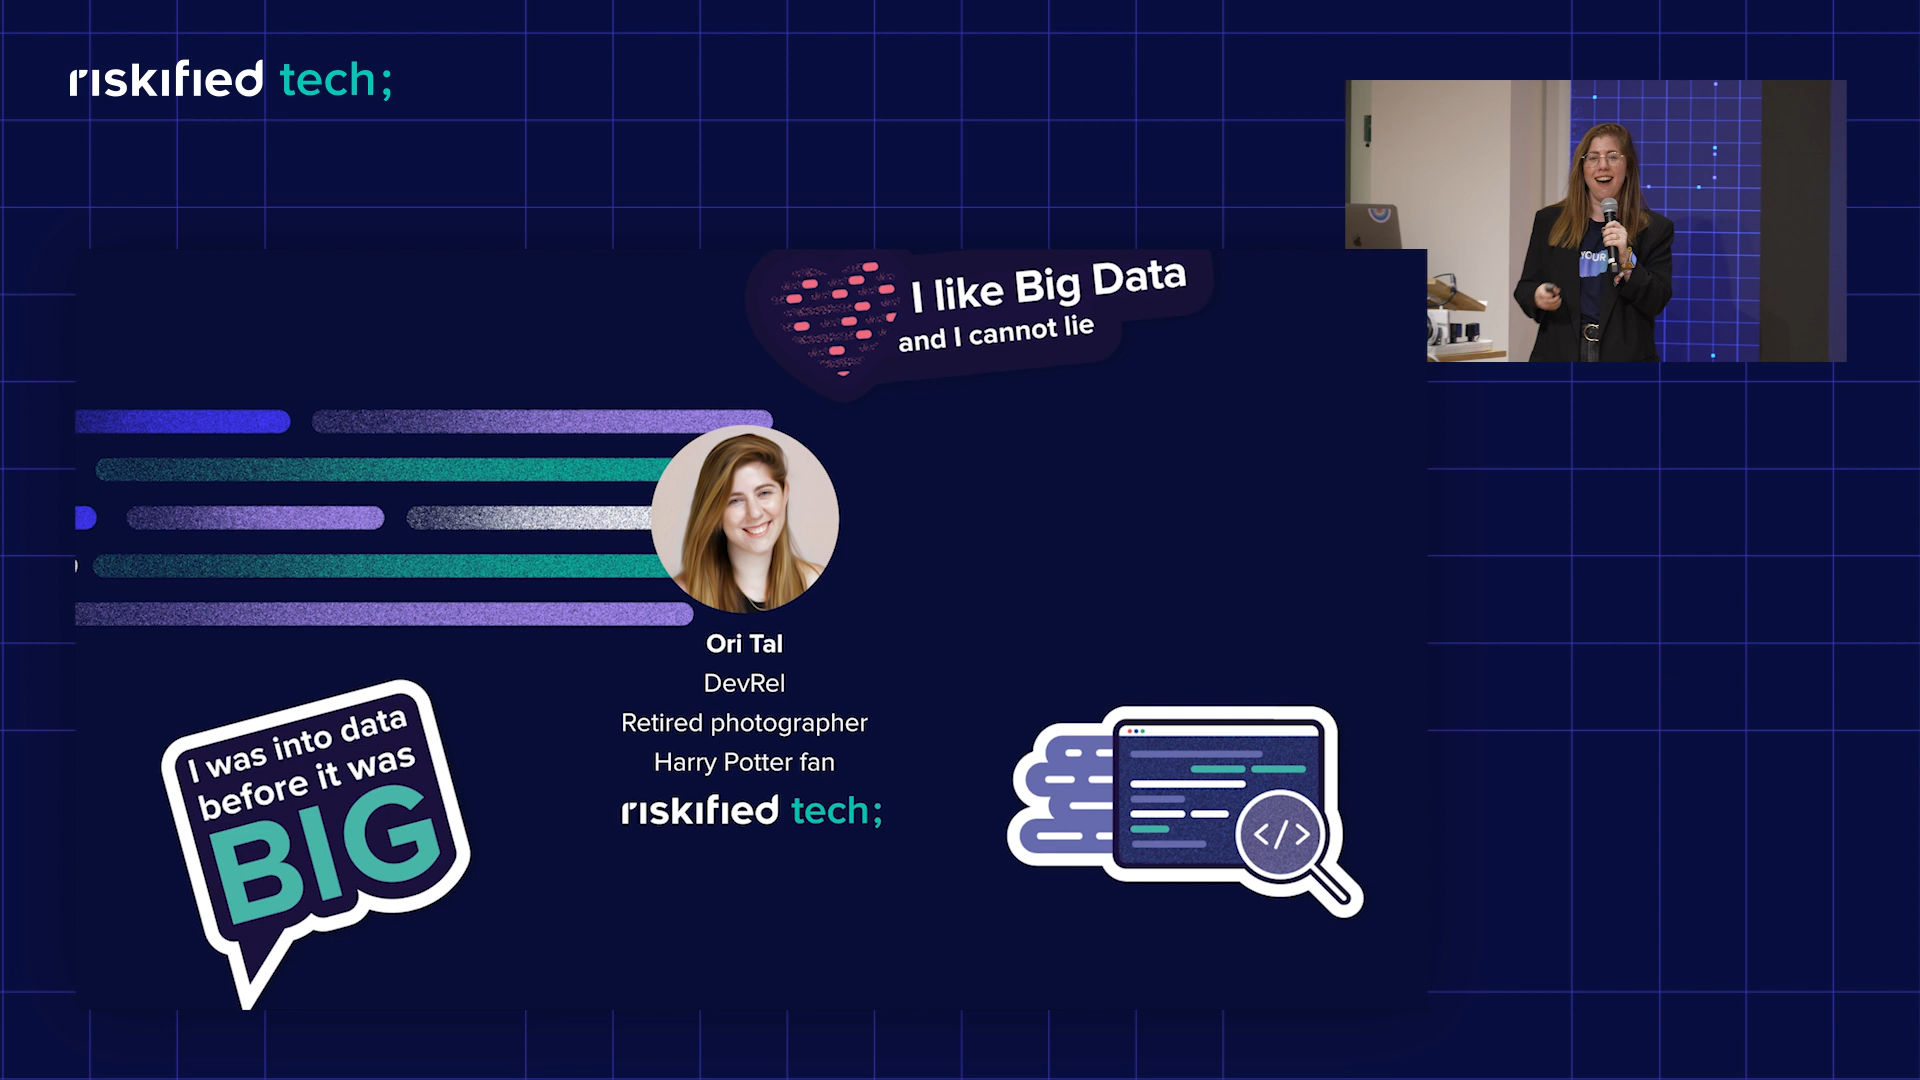 riskified tech;
I like Big Data
and I cannot lie
YOUR
Ori Tal
DevRel
Retired photographer
Harry Potter fan
riskified tech;
I was into data
before it was
BIG
</>